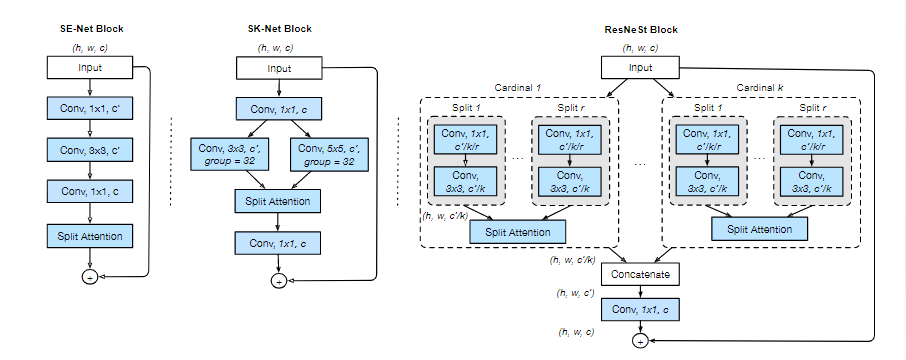 SE-Net Block
(h, w, c)
Input
Conv, 1x1, c'
Conv, 3x3, c'
Conv, 1x1, c
Split Attention
+
SK-Net Block
(h, w, c)
Input
Conv, 1x1, c
Conv, 3x3, c',
group = 32
Conv, 5x5, c',
group = 32
Split Attention
Conv, 1x1, c
+
ResNeSt Block
(h, w, c)
Input
Cardinal 1
Split 1
Conv, 1x1,
c'/k/r
Conv,
3x3, c'/k
...
Split r
Conv, 1x1,
c'/k/r
Conv,
3x3, c'/k
(h, w, c'/k)
Split Attention
...
Cardinal k
Split 1
Conv, 1x1,
c'/k/r
Conv,
3x3, c'/k
...
Split r
Conv, 1x1,
c'/k/r
Conv,
3x3, c'/k
Split Attention
(h, w, c'/k)
Concatenate
(h, w, c')
Conv, 1x1, c
(h, w, c)
+